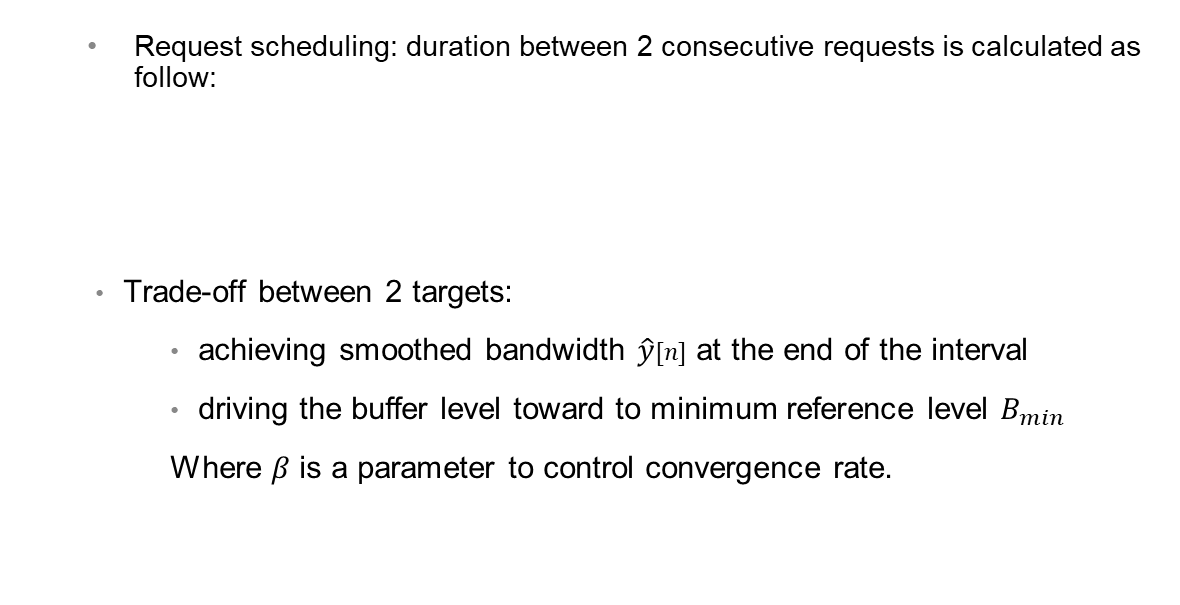 • Request scheduling: duration between 2 consecutive requests is calculated as
follow:
• Trade-off between 2 targets:
• achieving smoothed bandwidth ŷ[n] at the end of the interval
• driving the buffer level toward to minimum reference level B_min
Where β is a parameter to control convergence rate.